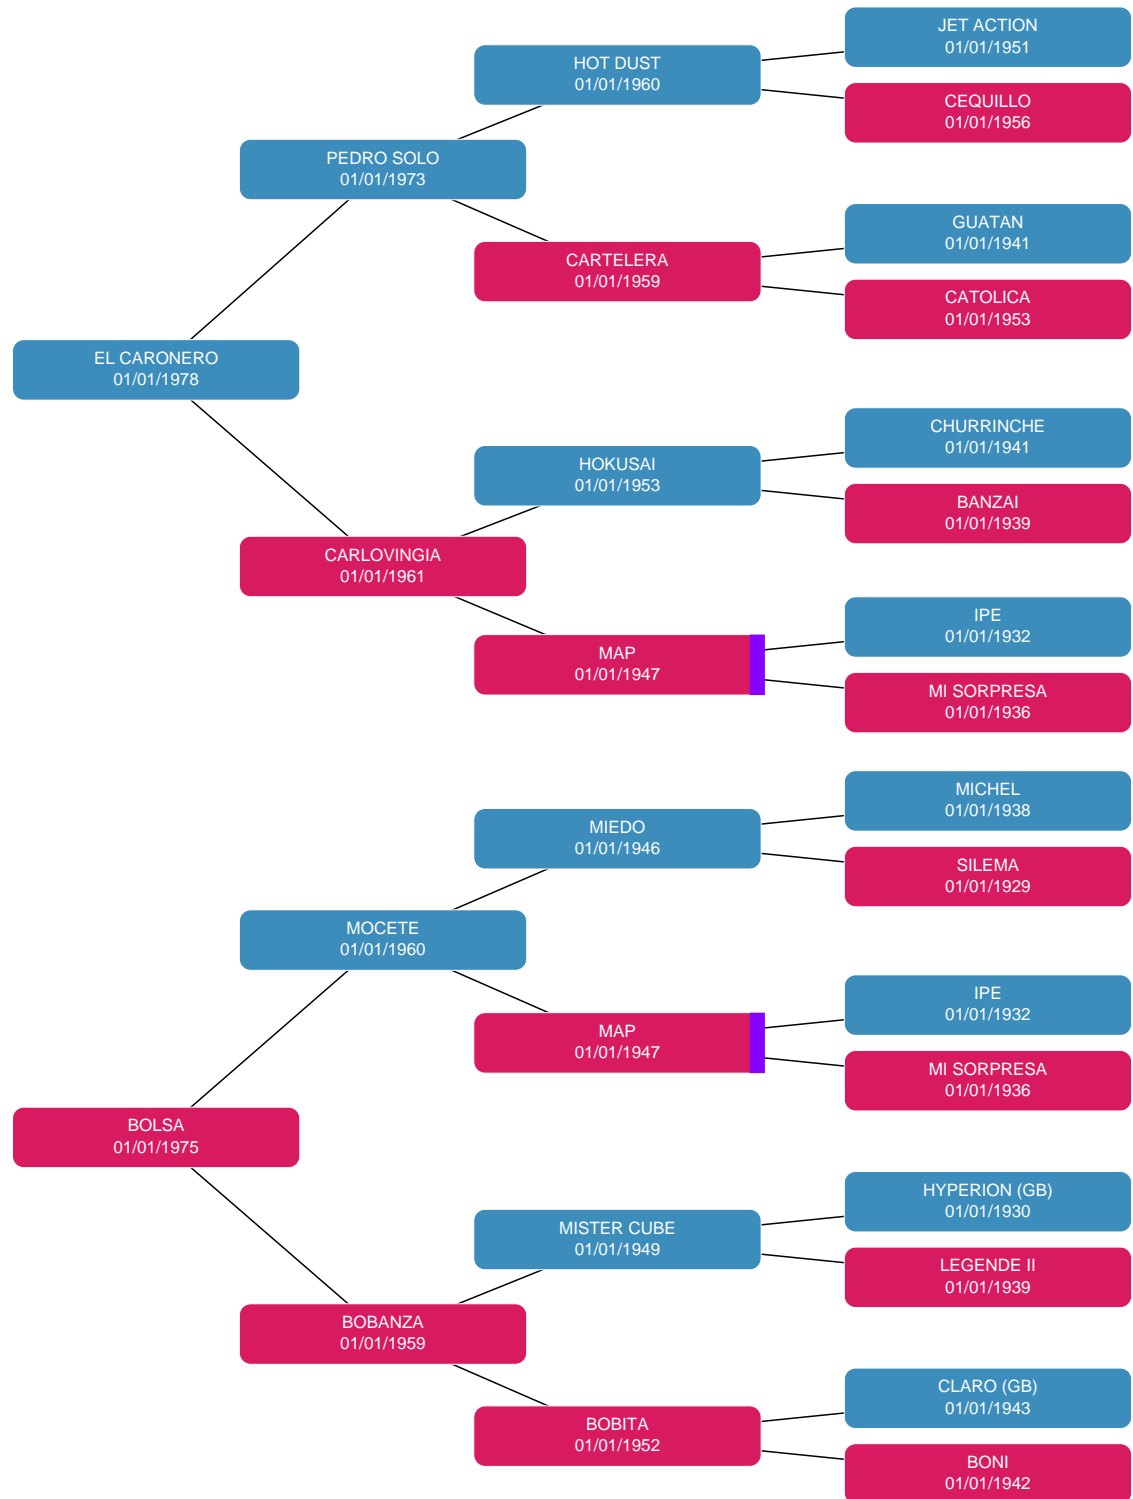 JET ACTION
01/01/1951
HOT DUST
01/01/1960
CEQUILLO
01/01/1956
PEDRO SOLO
01/01/1973
GUATAN
01/01/1941
CARTELERA
01/01/1959
CATOLICA
01/01/1953
EL CARONERO
01/01/1978
CHURRINCHE
01/01/1941
HOKUSAI
01/01/1953
BANZAI
01/01/1939
CARLOVINGIA
01/01/1961
IPE
01/01/1932
MAP
01/01/1947
MI SORPRESA
01/01/1936
MICHEL
01/01/1938
MIEDO
01/01/1946
SILEMA
01/01/1929
MOCETE
01/01/1960
IPE
01/01/1932
MAP
01/01/1947
MI SORPRESA
01/01/1936
BOLSA
01/01/1975
HYPERION (GB)
01/01/1930
MISTER CUBE
01/01/1949
LEGENDE II
01/01/1939
BOBANZA
01/01/1959
CLARO (GB)
01/01/1943
BOBITA
01/01/1952
BONI
01/01/1942